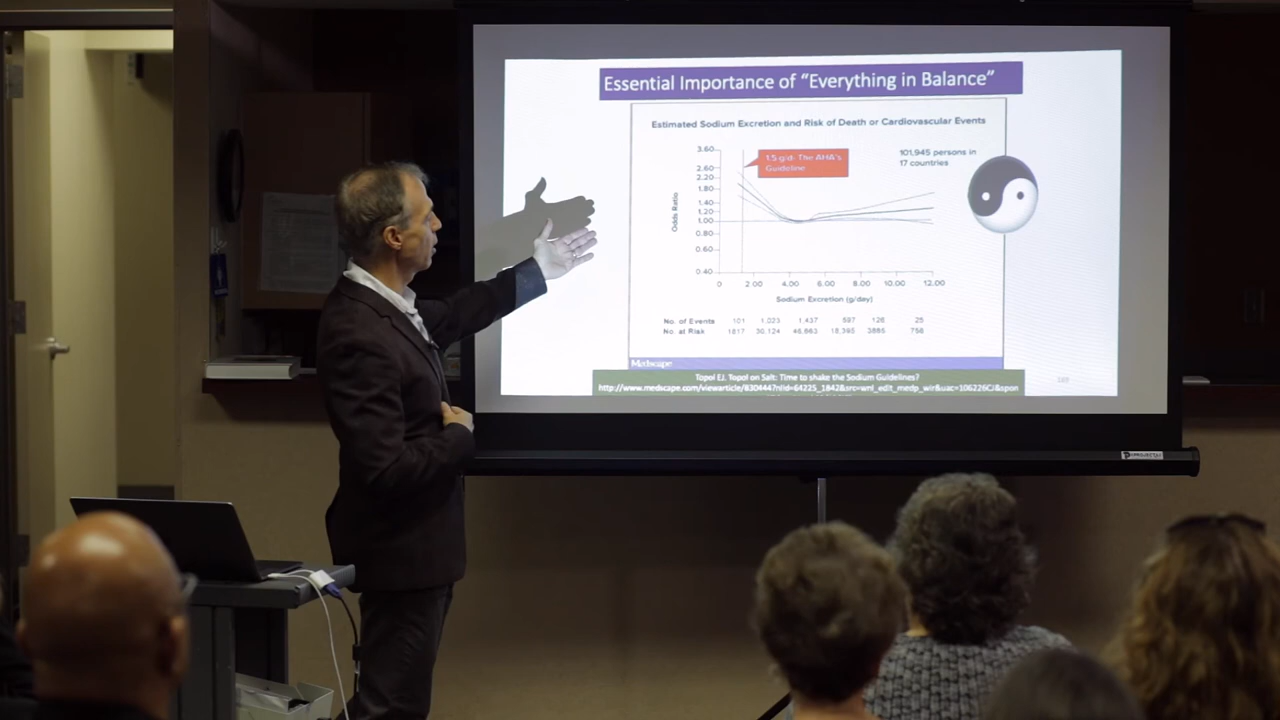 Essential Importance of "Everything in Balance"
Estimated Sodium Excretion and Risk of Death or Cardiovascular Events
3.60
2.60
2.20
1.80
1.40
1.20
1.00
0.80
0.60
0.40
Odds Ratio
1.5 g/d- The AHA's
Guideline
101,945 persons in
17 countries
0 2.00 4.00 6.00 8.00 10.00 12.00
Sodium Excretion (g/day)
No. of Events 101 1,023 1,437 597 126 25
No. at Risk 1817 30,124 46,663 18,395 3885 756
Medscape
Topol EJ. Topol on Salt: Time to shake the Sodium Guidelines?